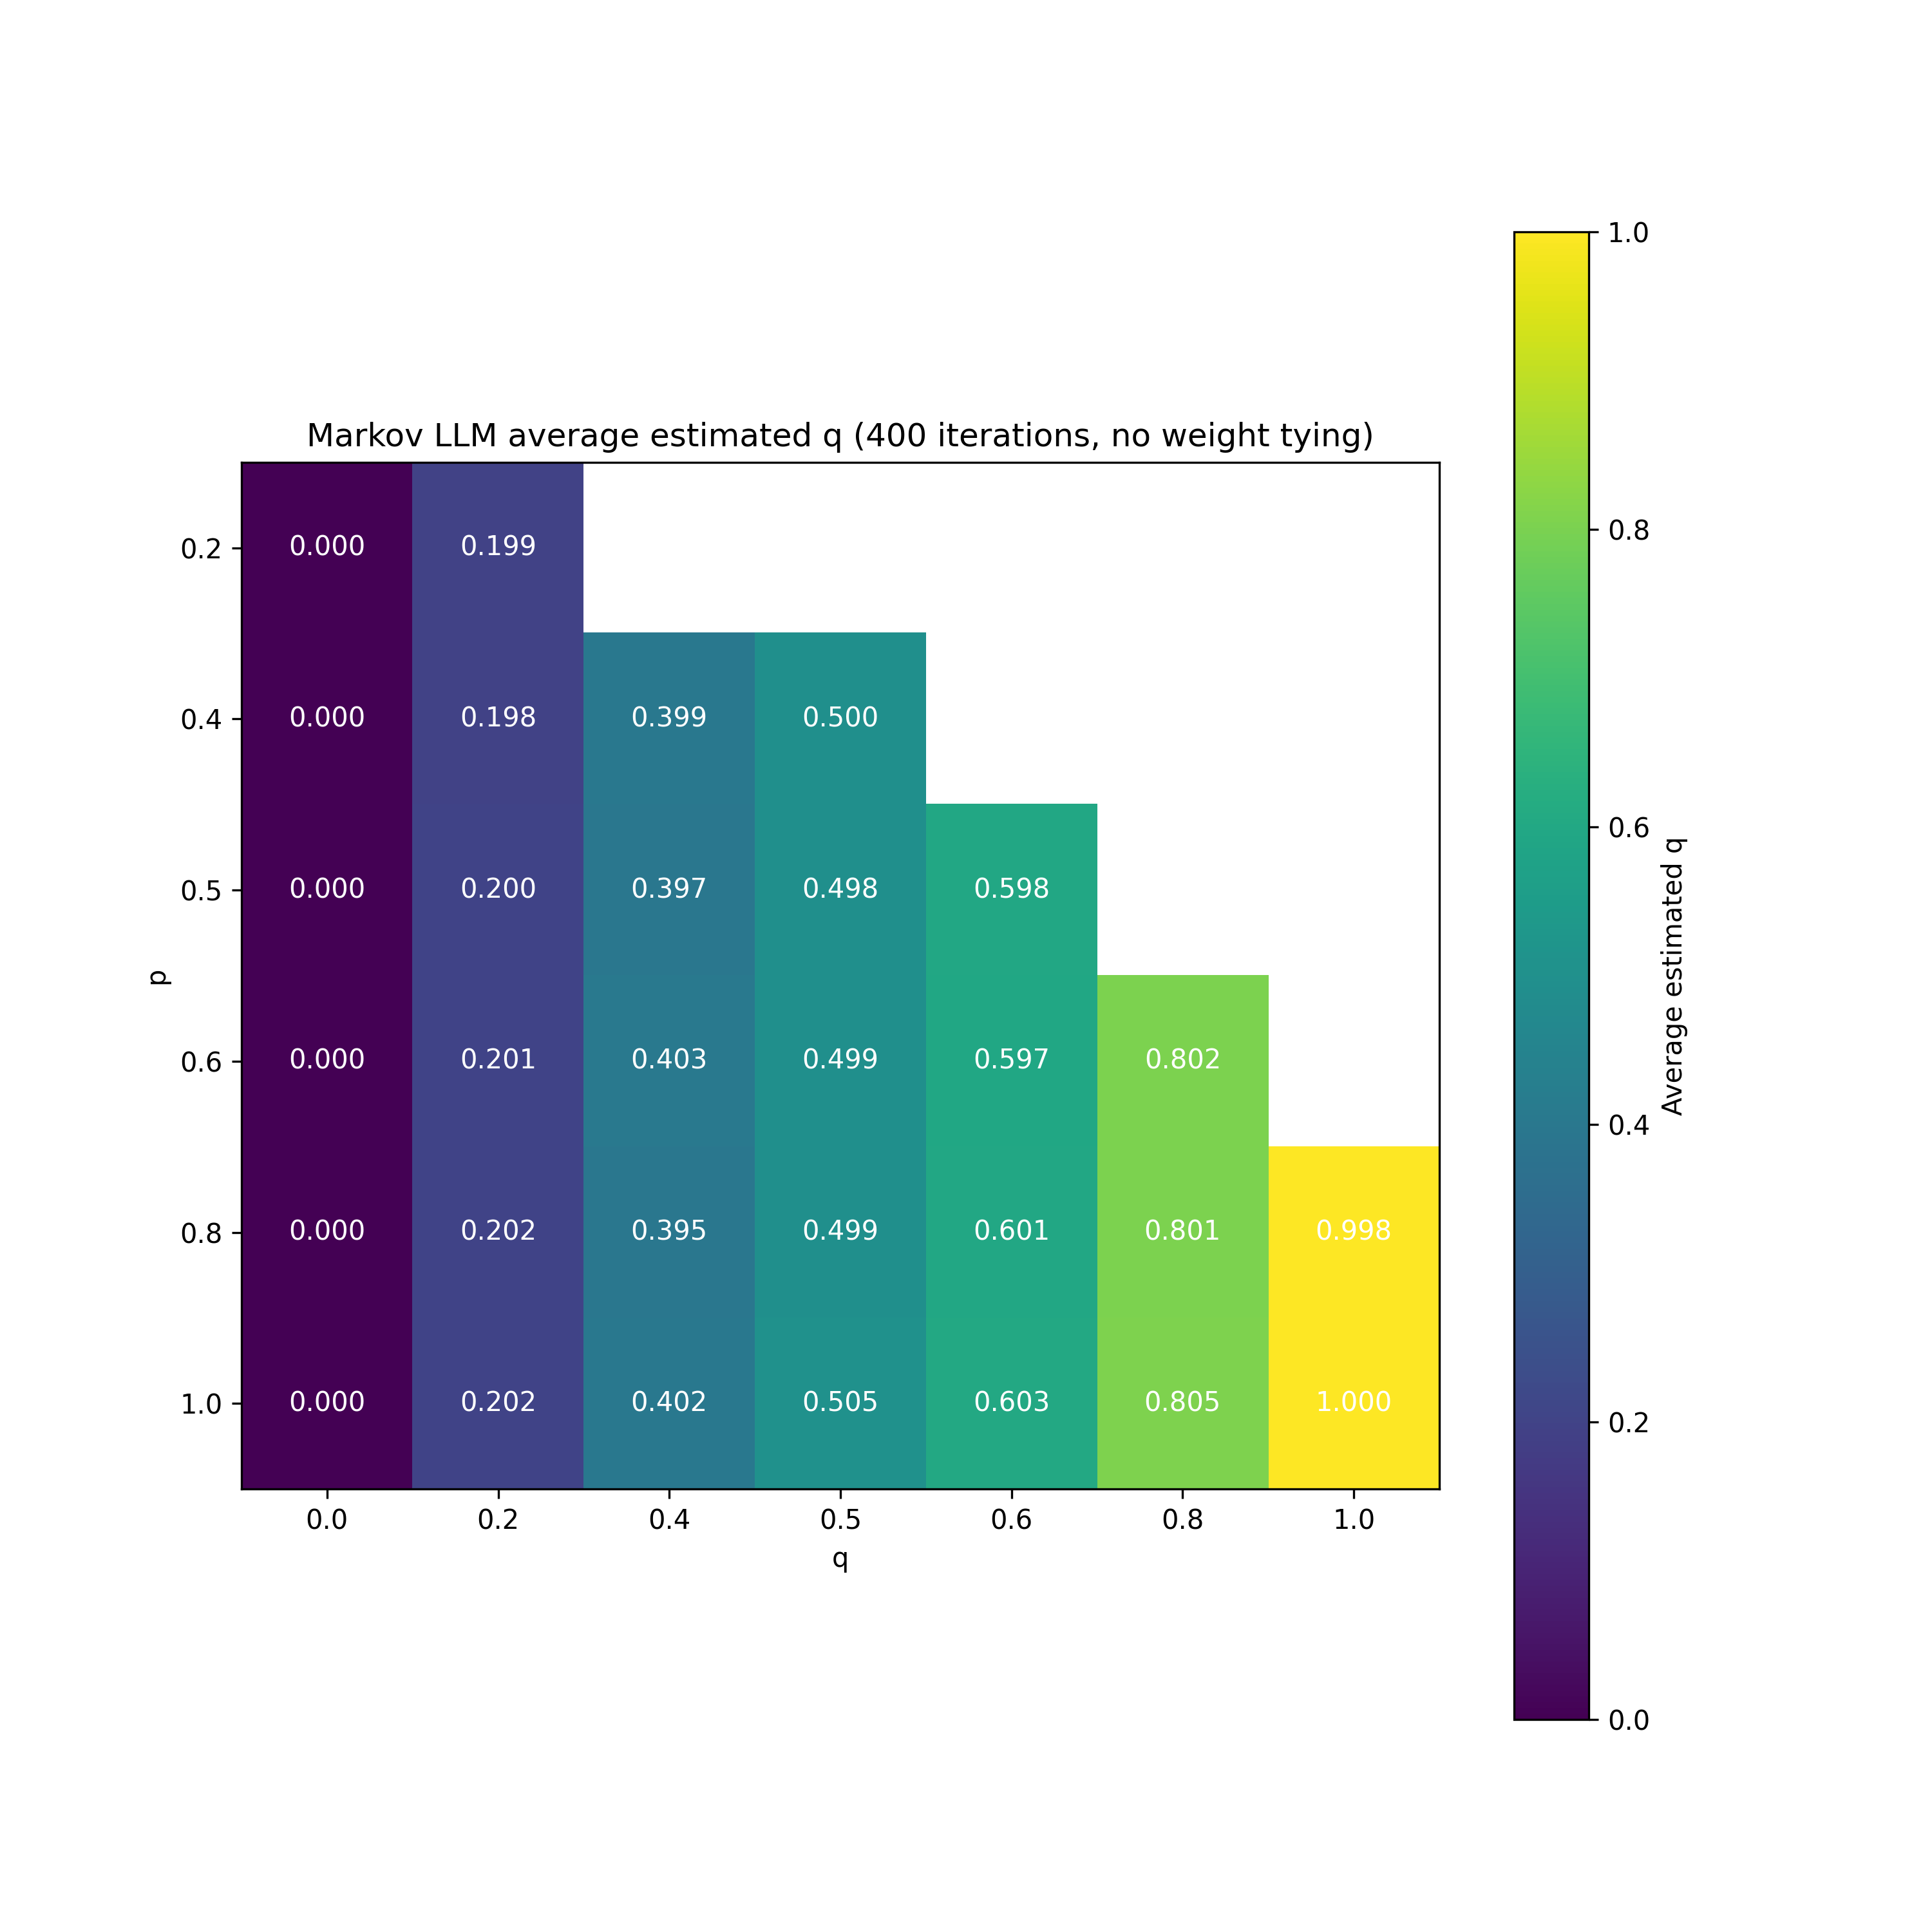 Markov LLM average estimated q (400 iterations, no weight tying)
1.0
0.8
0.6
0.4
0.2
0.0
Average estimated q
p
0.2 0.000 0.199
0.4 0.000 0.198 0.399 0.500
0.5 0.000 0.200 0.397 0.498 0.598
0.6 0.000 0.201 0.403 0.499 0.597 0.802
0.8 0.000 0.202 0.395 0.499 0.601 0.801 0.998
1.0 0.000 0.202 0.402 0.505 0.603 0.805 1.000
0.0 0.2 0.4 0.5 0.6 0.8 1.0
q